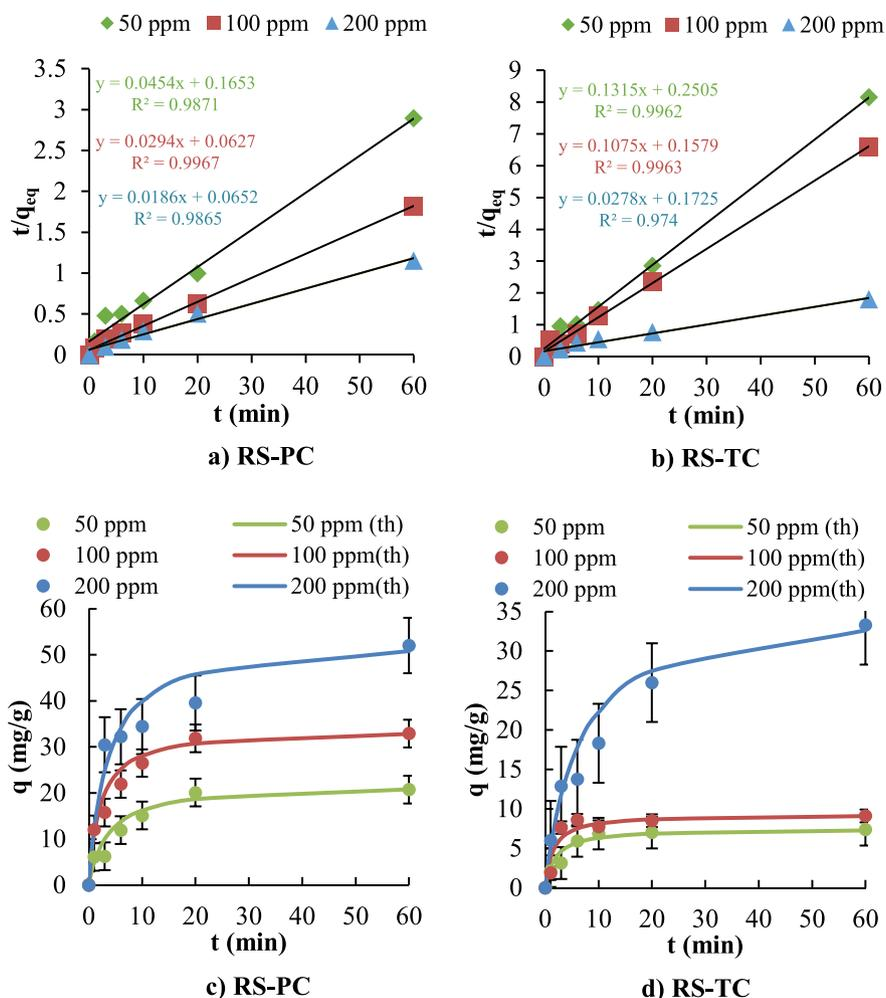 50 ppm 100 ppm 200 ppm
3.5
3
2.5
2
1.5
1
0.5
0
t/qeq
y = 0.0454x + 0.1653
R² = 0.9871
y = 0.0294x + 0.0627
R² = 0.9967
y = 0.0186x + 0.0652
R² = 0.9865
0 10 20 30 40 50 60
t (min)
a) RS-PC
50 ppm 100 ppm 200 ppm
9
8
7
6
5
4
3
2
1
0
t/qeq
y = 0.1315x + 0.2505
R² = 0.9962
y = 0.1075x + 0.1579
R² = 0.9963
y = 0.0278x + 0.1725
R² = 0.974
0 10 20 30 40 50 60
t (min)
b) RS-TC
50 ppm 50 ppm (th)
100 ppm 100 ppm(th)
200 ppm 200 ppm(th)
60
50
40
30
20
10
0
q (mg/g)
0 10 20 30 40 50 60
t (min)
c) RS-PC
50 ppm 50 ppm (th)
100 ppm 100 ppm(th)
200 ppm 200 ppm(th)
35
30
25
20
15
10
5
0
q (mg/g)
0 10 20 30 40 50 60
t (min)
d) RS-TC